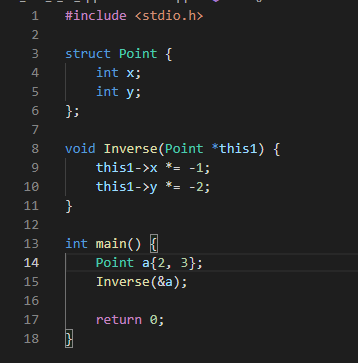 1 #include <stdio.h>
2
3 struct Point {
4     int x;
5     int y;
6 };
7
8 void Inverse(Point *this1) {
9     this1->x *= -1;
10     this1->y *= -2;
11 }
12
13 int main() {
14     Point a{2, 3};
15     Inverse(&a);
16
17     return 0;
18 }